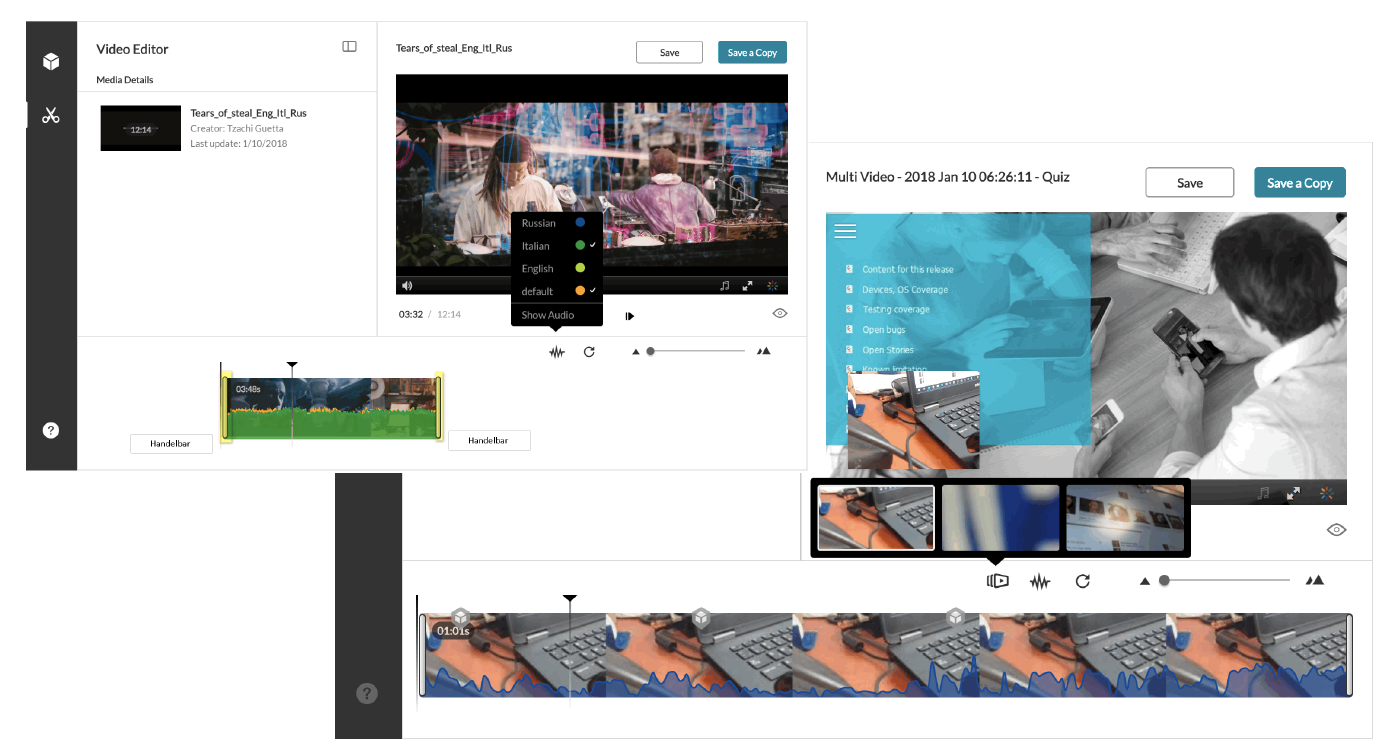 Video Editor
Media Details
12:14
Tears_of_steal_Eng_Itl_Rus
Creator: Tzachi Guetta
Last update: 1/10/2018
Tears_of_steal_Eng_Itl_Rus
Save
Save a Copy
Russian
Italian
English
default
Show Audio
03:32 / 12:14
03:48s
Handelbar
Handelbar
?
Multi Video - 2018 Jan 10 06:26:11 - Quiz
Save
Save a Copy
Content for this release
Devices, OS Coverage
Testing coverage
Open bugs
Open Stories
Known limitation
01:01s
?